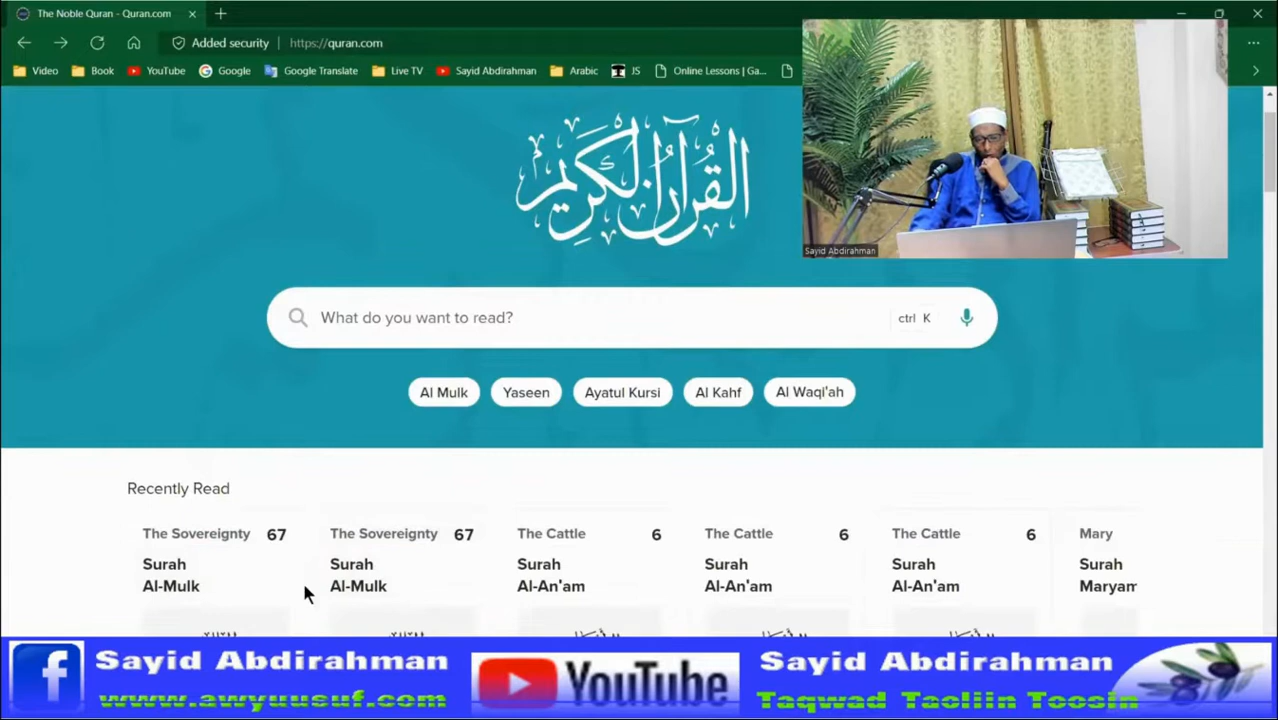 The Noble Quran - Quran.com
Added security
https://quran.com
Video
Book
YouTube
Google
Google Translate
Live TV
Sayid Abdirahman
Arabic
JS
Online Lessons | Ga...
القرآن الكريم
Sayid Abdirahman
What do you want to read?
ctrl K
Al Mulk
Yaseen
Ayatul Kursi
Al Kahf
Al Waqi'ah
Recently Read
The Sovereignty 67
Surah
Al-Mulk
The Sovereignty 67
Surah
Al-Mulk
The Cattle 6
Surah
Al-An'am
The Cattle 6
Surah
Al-An'am
The Cattle 6
Surah
Al-An'am
Mary
Surah
Maryam
Sayid Abdirahman
www.awyuusuf.com
YouTube
Sayid Abdirahman
Taqwad Taoliin Toosin